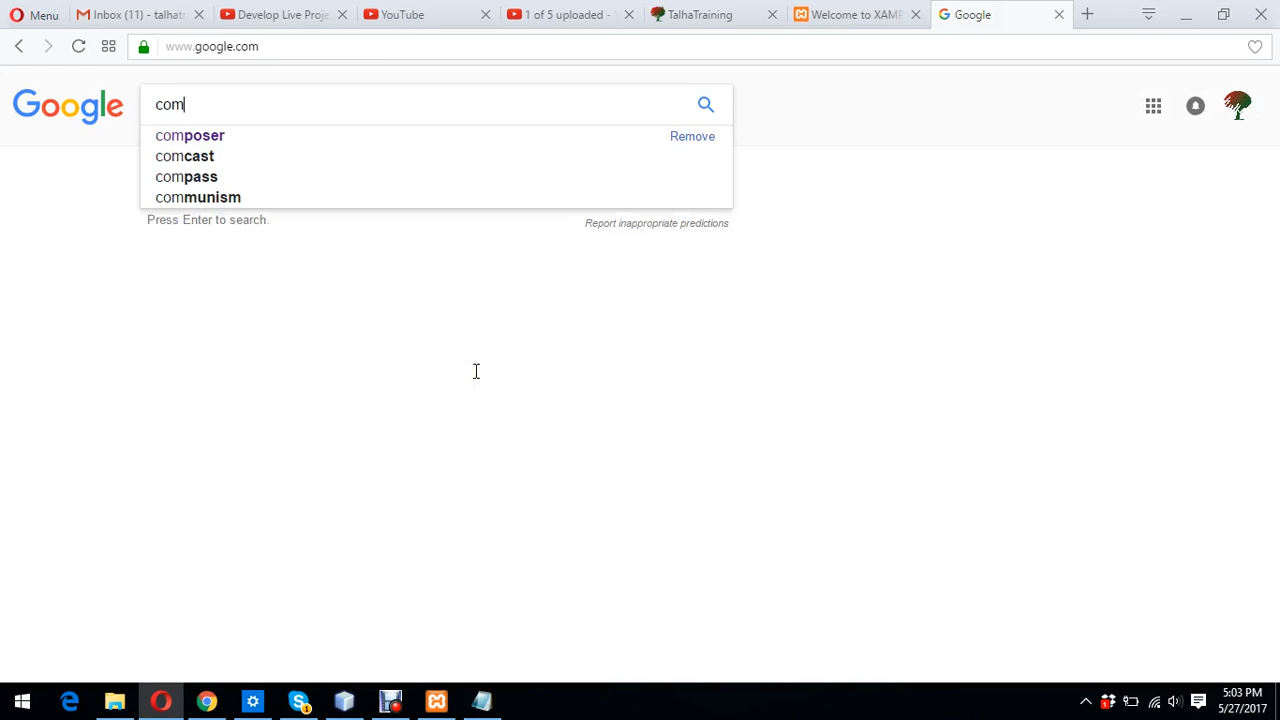 Menu
Inbox (11) - talhat
Develop Live Proje
YouTube
1 of 5 uploaded -
TalhaTraining
Welcome to XAMP
Google
www.google.com
Google
com
composer
Remove
comcast
compass
communism
Press Enter to search.
Report inappropriate predictions
5:03 PM
5/27/2017